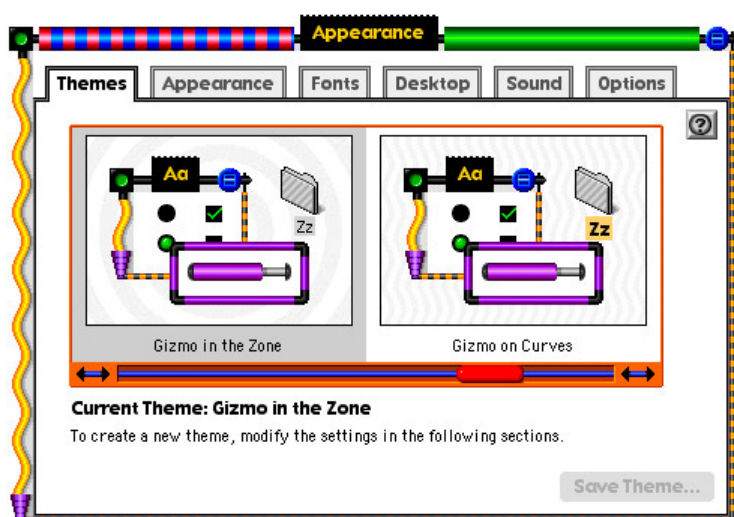 Appearance
Themes Appearance Fonts Desktop Sound Options
?
Aa Aa
Zz Zz
Gizmo in the Zone Gizmo on Curves
Current Theme: Gizmo in the Zone
To create a new theme, modify the settings in the following sections.
Save Theme...